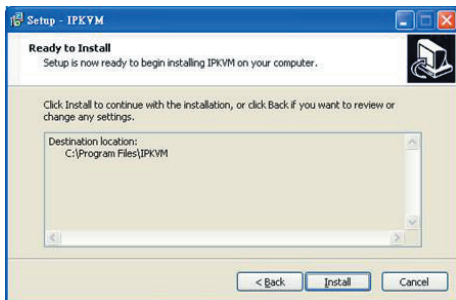 Setup - IPKVM
Ready to Install
Setup is now ready to begin installing IPKVM on your computer.
Click Install to continue with the installation, or click Back if you want to review or
change any settings.
Destination location:
C:\Program Files\IPKVM
< Back
Install
Cancel